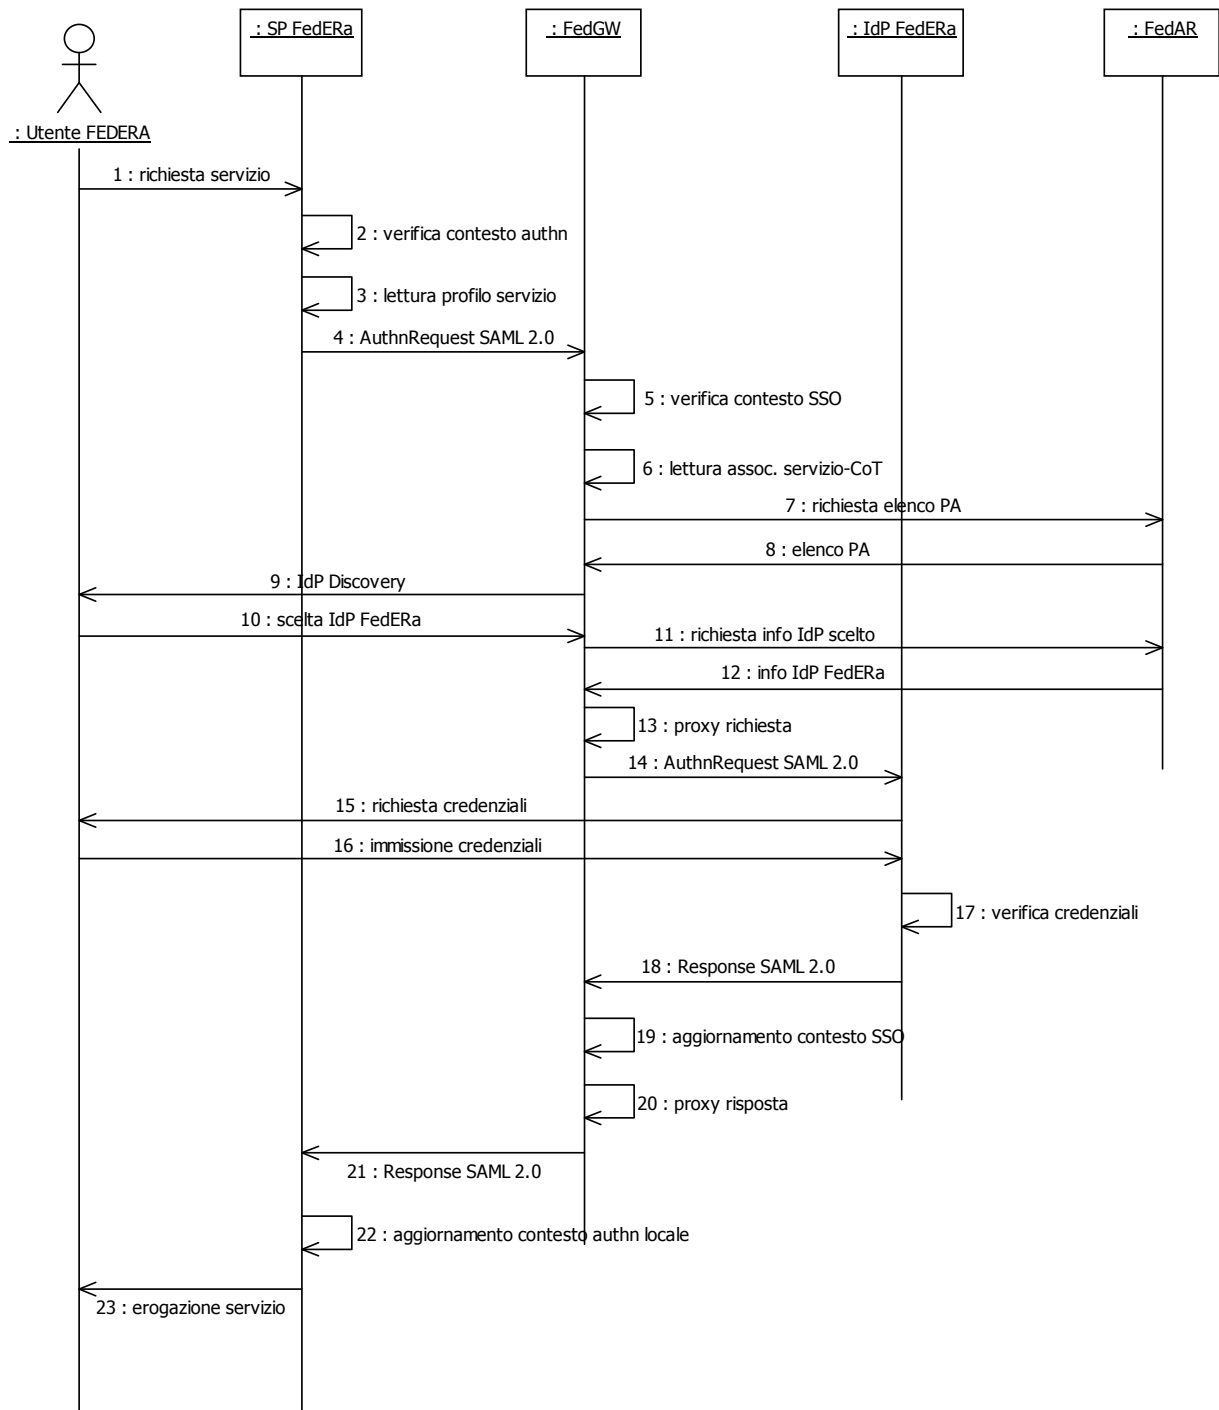 : SP FedERa
: FedGW
: IdP FedERa
: FedAR
: Utente FEDERA
1 : richiesta servizio
2 : verifica contesto authn
3 : lettura profilo servizio
4 : AuthnRequest SAML 2.0
5 : verifica contesto SSO
6 : lettura assoc. servizio-CoT
7 : richiesta elenco PA
8 : elenco PA
9 : IdP Discovery
10 : scelta IdP FedERa
11 : richiesta info IdP scelto
12 : info IdP FedERa
13 : proxy richiesta
14 : AuthnRequest SAML 2.0
15 : richiesta credenziali
16 : immissione credenziali
17 : verifica credenziali
18 : Response SAML 2.0
19 : aggiornamento contesto SSO
20 : proxy risposta
21 : Response SAML 2.0
22 : aggiornamento contesto authn locale
23 : erogazione servizio